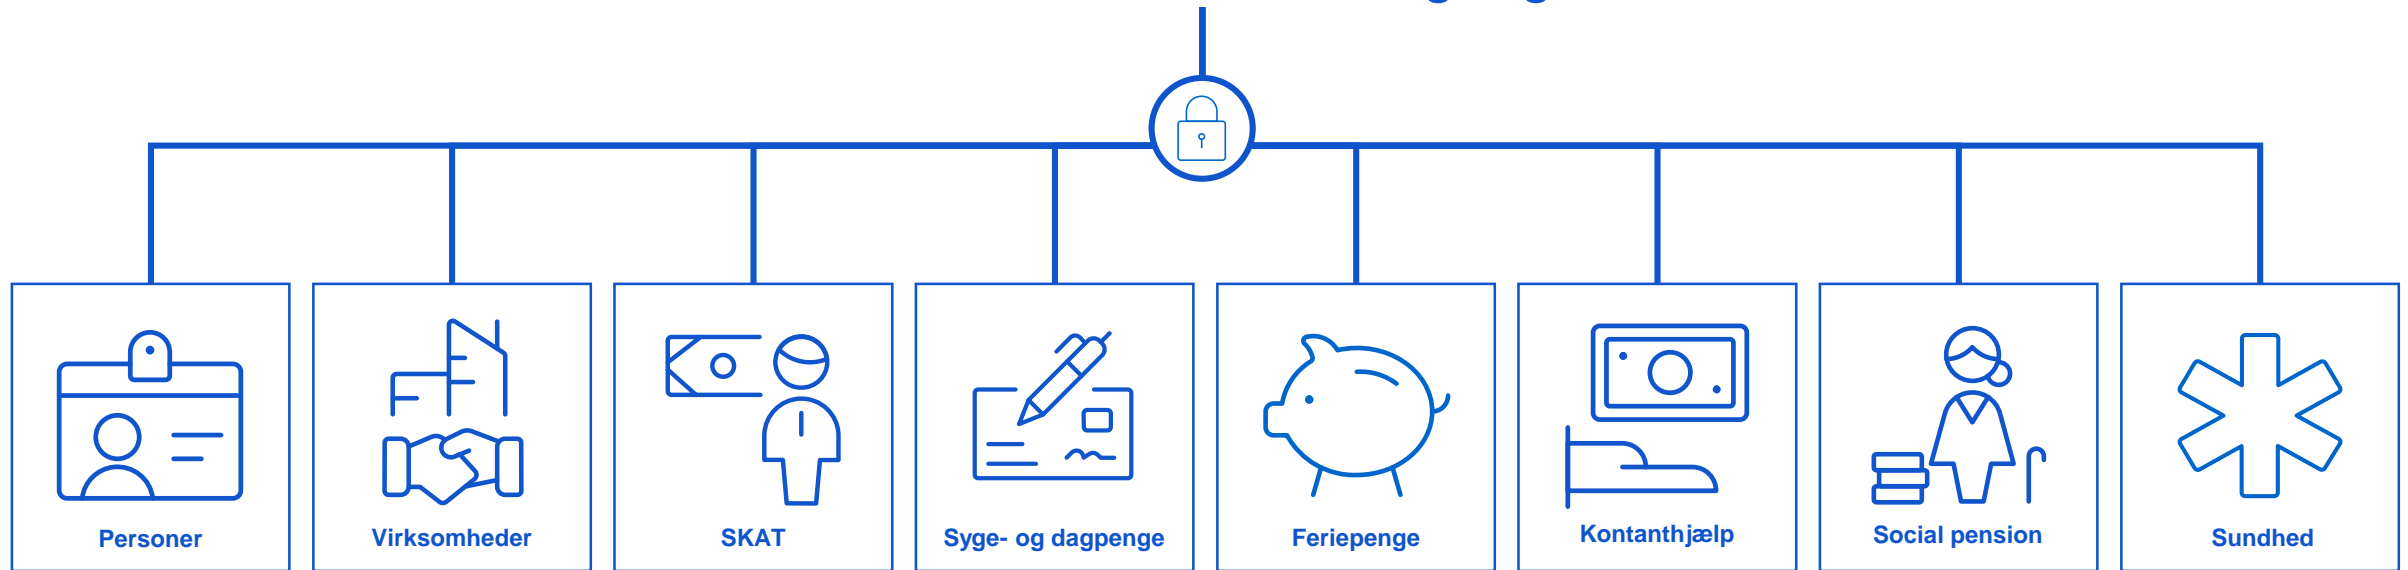 Personer
Virksomheder
SKAT
Syge- og dagpenge
Feriepenge
Kontanthjælp
Social pension
Sundhed